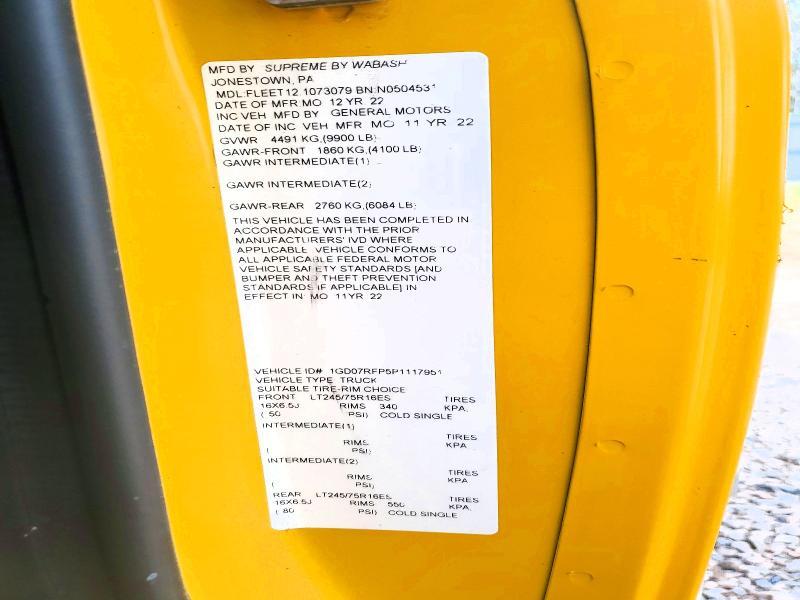 MFD BY SUPREME BY WABASH
JONESTOWN, PA
MDL:FLEET12.1073079 BN:N0504531
DATE OF MFR MO 12 YR 22
INC VEH MFD BY GENERAL MOTORS
DATE OF INC VEH MFR MO 11 YR 22
GVWR 4491 KG,(9900 LB)
GAWR-FRONT 1860 KG,(4100 LB)
GAWR INTERMEDIATE(1)
GAWR INTERMEDIATE(2)
GAWR-REAR 2760 KG,(6084 LB)
THIS VEHICLE HAS BEEN COMPLETED IN
ACCORDANCE WITH THE PRIOR
MANUFACTURERS' IVD WHERE
APPLICABLE. VEHICLE CONFORMS TO
ALL APPLICABLE FEDERAL MOTOR
VEHICLE SAFETY STANDARDS [AND
BUMPER AND THEFT PREVENTION
STANDARDS IF APPLICABLE] IN
EFFECT IN: MO 11YR 22
VEHICLE ID# 1GD07RFP5P1117951
VEHICLE TYPE TRUCK
SUITABLE TIRE-RIM CHOICE
FRONT LT245/75R16ES TIRES
16X6.5J RIMS 340 KPA.
( 50 PSI) COLD SINGLE
INTERMEDIATE(1) TIRES
RIMS KPA
( PSI)
INTERMEDIATE(2) TIRES
RIMS KPA
( PSI)
REAR LT245/75R16ES TIRES
16X6.5J RIMS 550 KPA.
( 80 PSI) COLD SINGLE